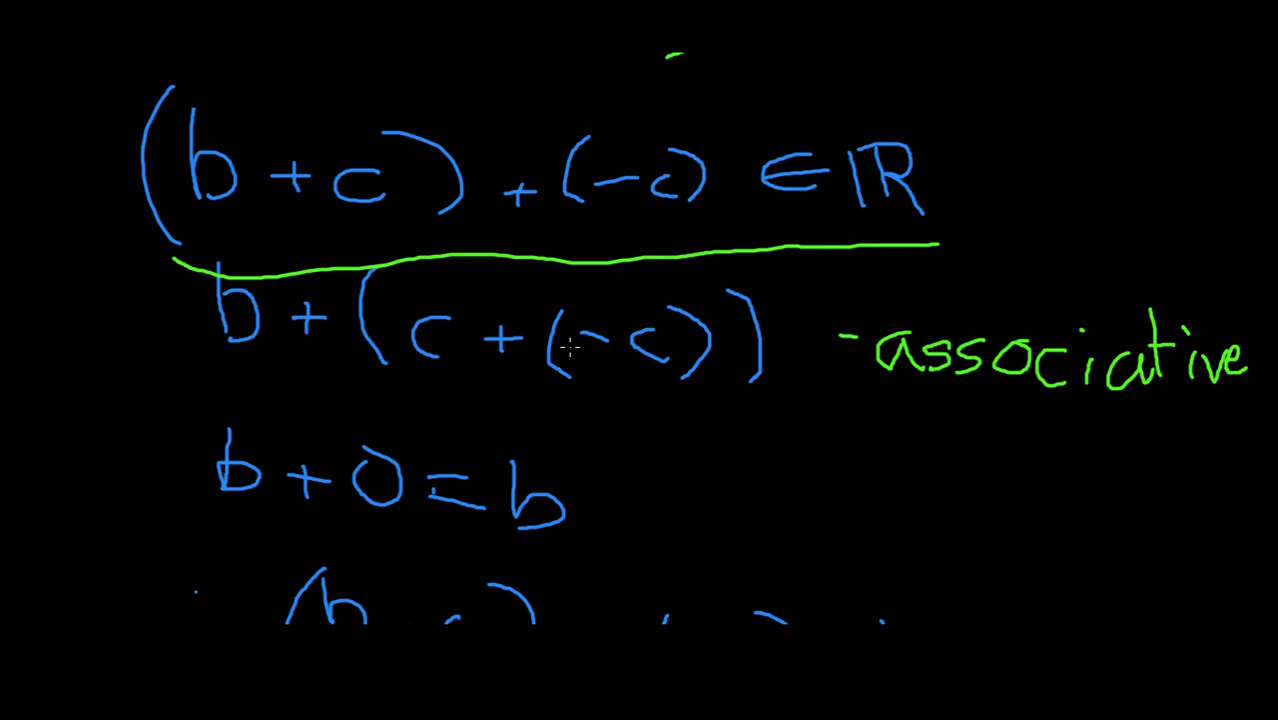 (b + c) + (-c) ∈ ℝ
b + (c + (-c)) - associative
b + 0 = b